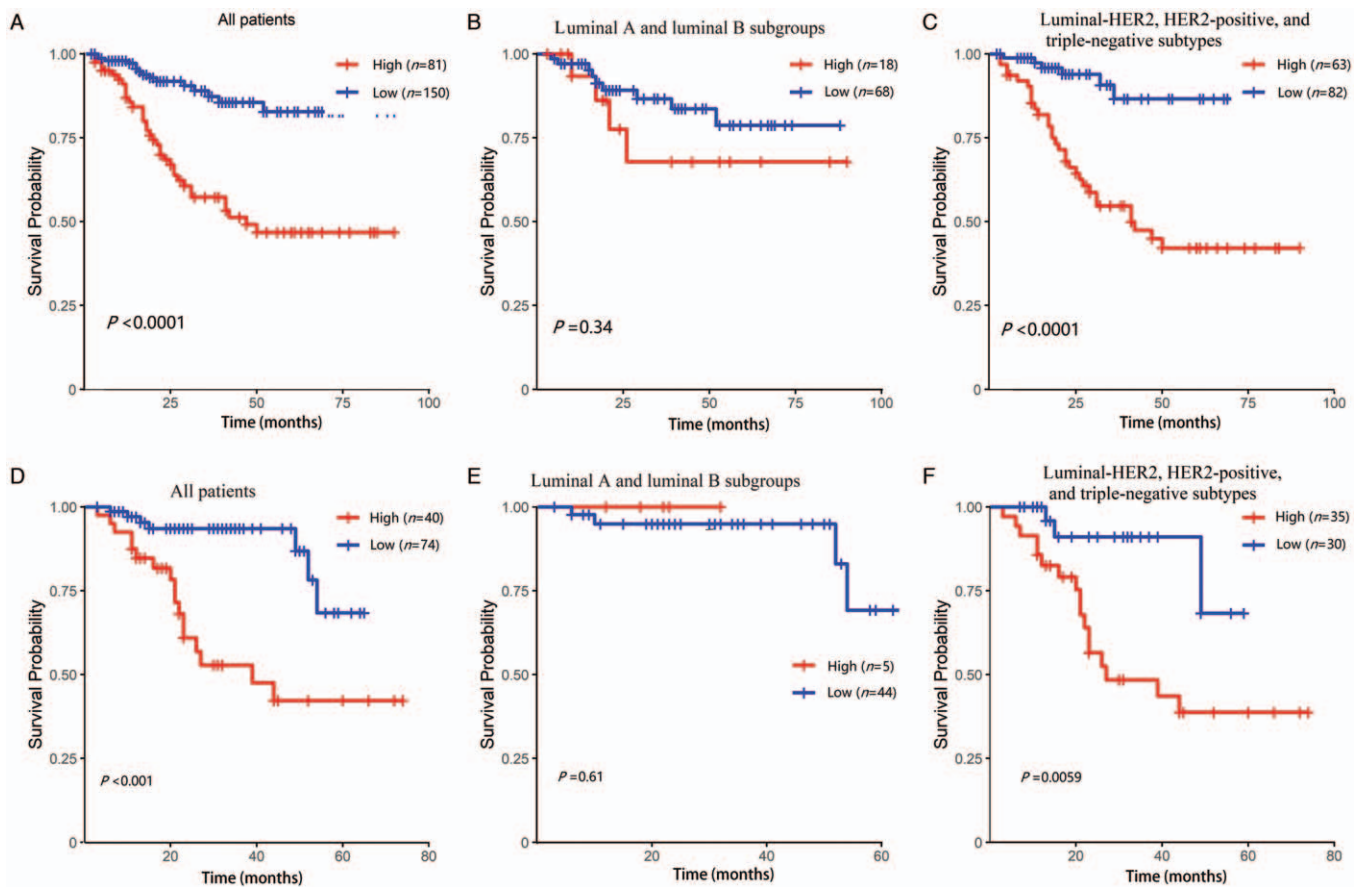 A
All patients
Survival Probability
1.00
0.75
0.50
0.25
0
High (n=81)
Low (n=150)
P<0.0001
25
50
75
100
Time (months)
B
Luminal A and luminal B subgroups
Survival Probability
1.00
0.75
0.50
0.25
0
High (n=18)
Low (n=68)
P=0.34
25
50
75
100
Time (months)
C
Luminal-HER2, HER2-positive, and
triple-negative subtypes
Survival Probability
1.00
0.75
0.50
0.25
0
High (n=63)
Low (n=82)
P<0.0001
25
50
75
100
Time (months)
D
All patients
Survival Probability
1.00
0.75
0.50
0.25
0
High (n=40)
Low (n=74)
P<0.001
20
40
60
80
Time (months)
E
Luminal A and luminal B subgroups
Survival Probability
1.00
0.75
0.50
0.25
0
High (n=5)
Low (n=44)
P=0.61
20
40
60
Time (months)
F
Luminal-HER2, HER2-positive,
and triple-negative subtypes
Survival Probability
1.00
0.75
0.50
0.25
0
High (n=35)
Low (n=30)
P=0.0059
20
40
60
80
Time (months)